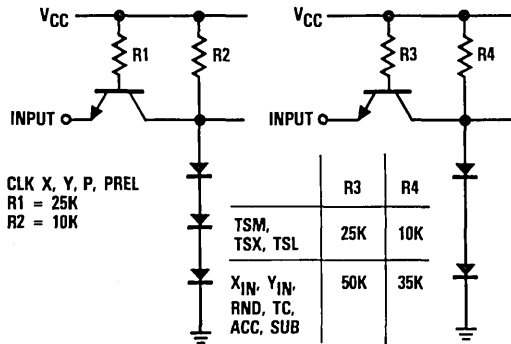 VCC
VCC
R1
R2
R3
R4
INPUT
INPUT
CLK X, Y, P, PREL
R1 = 25K
R2 = 10K
R3 R4
TSM,
TSX, TSL
25K 10K
XIN, YIN,
RND, TC,
ACC, SUB
50K 35K